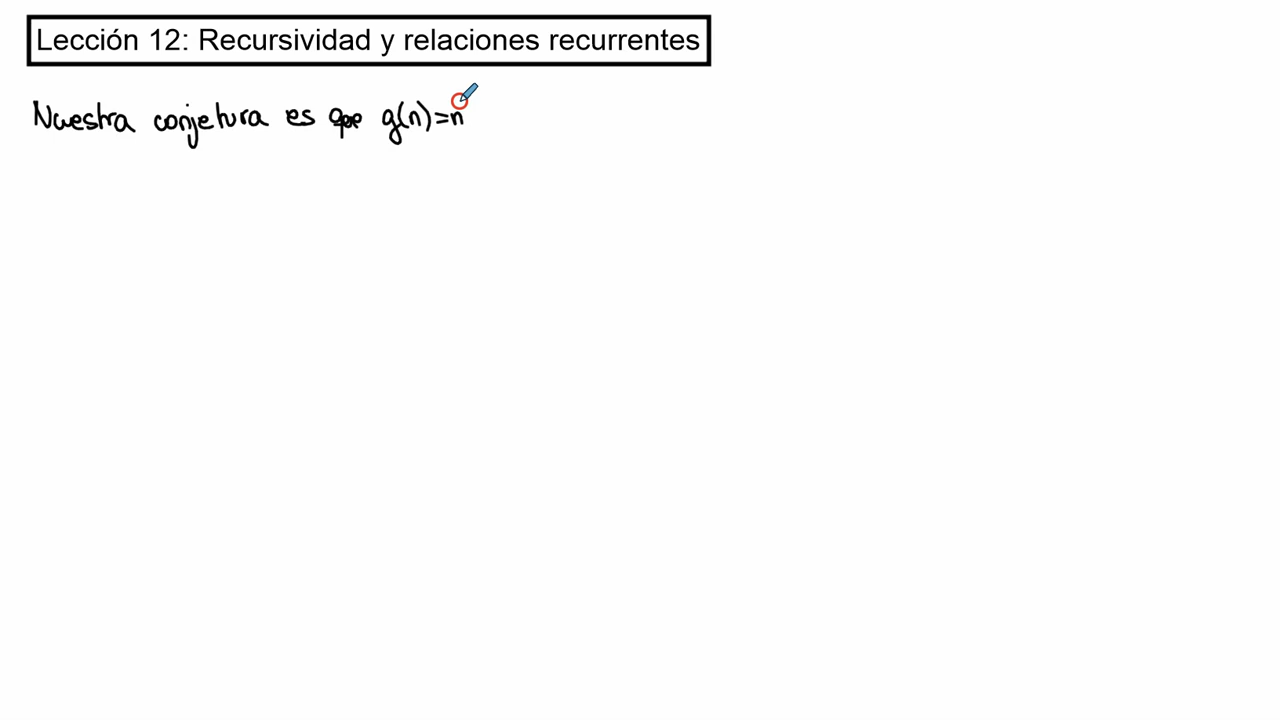 Lección 12: Recursividad y relaciones recurrentes
Nuestra conjetura es que g(n)=n